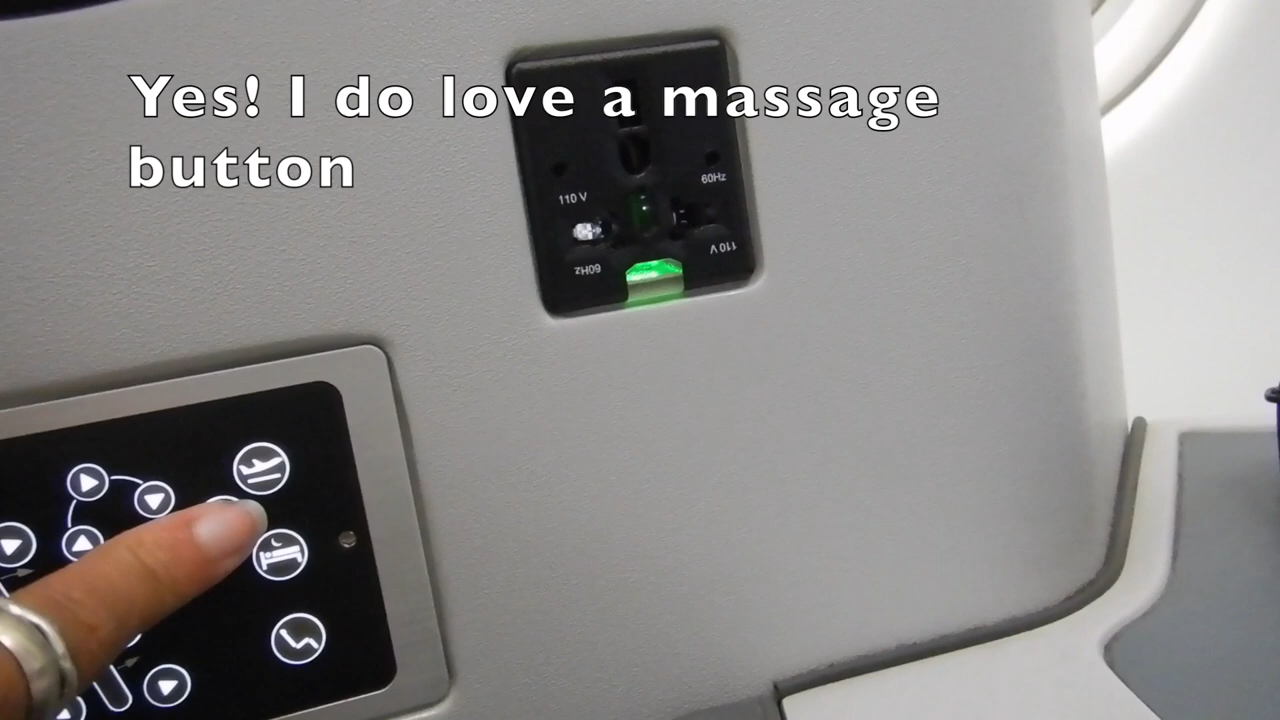 Yes! I do love a massage
button
110 V
60Hz
110 V
60Hz